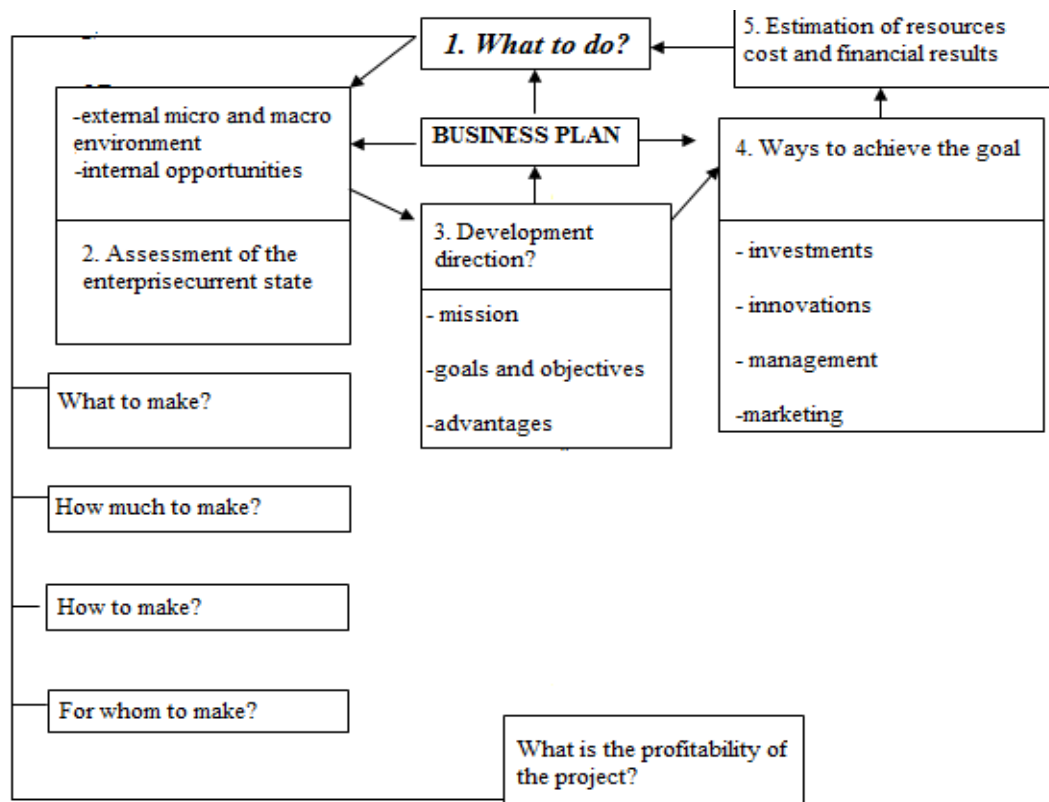 1. What to do?
5. Estimation of resources
cost and financial results
-external micro and macro
environment
-internal opportunities
BUSINESS PLAN
4. Ways to achieve the goal
2. Assessment of the
enterprisecurrent state
3. Development
direction?
- mission
-goals and objectives
-advantages
- investments
- innovations
- management
-marketing
What to make?
How much to make?
How to make?
For whom to make?
What is the profitability of
the project?